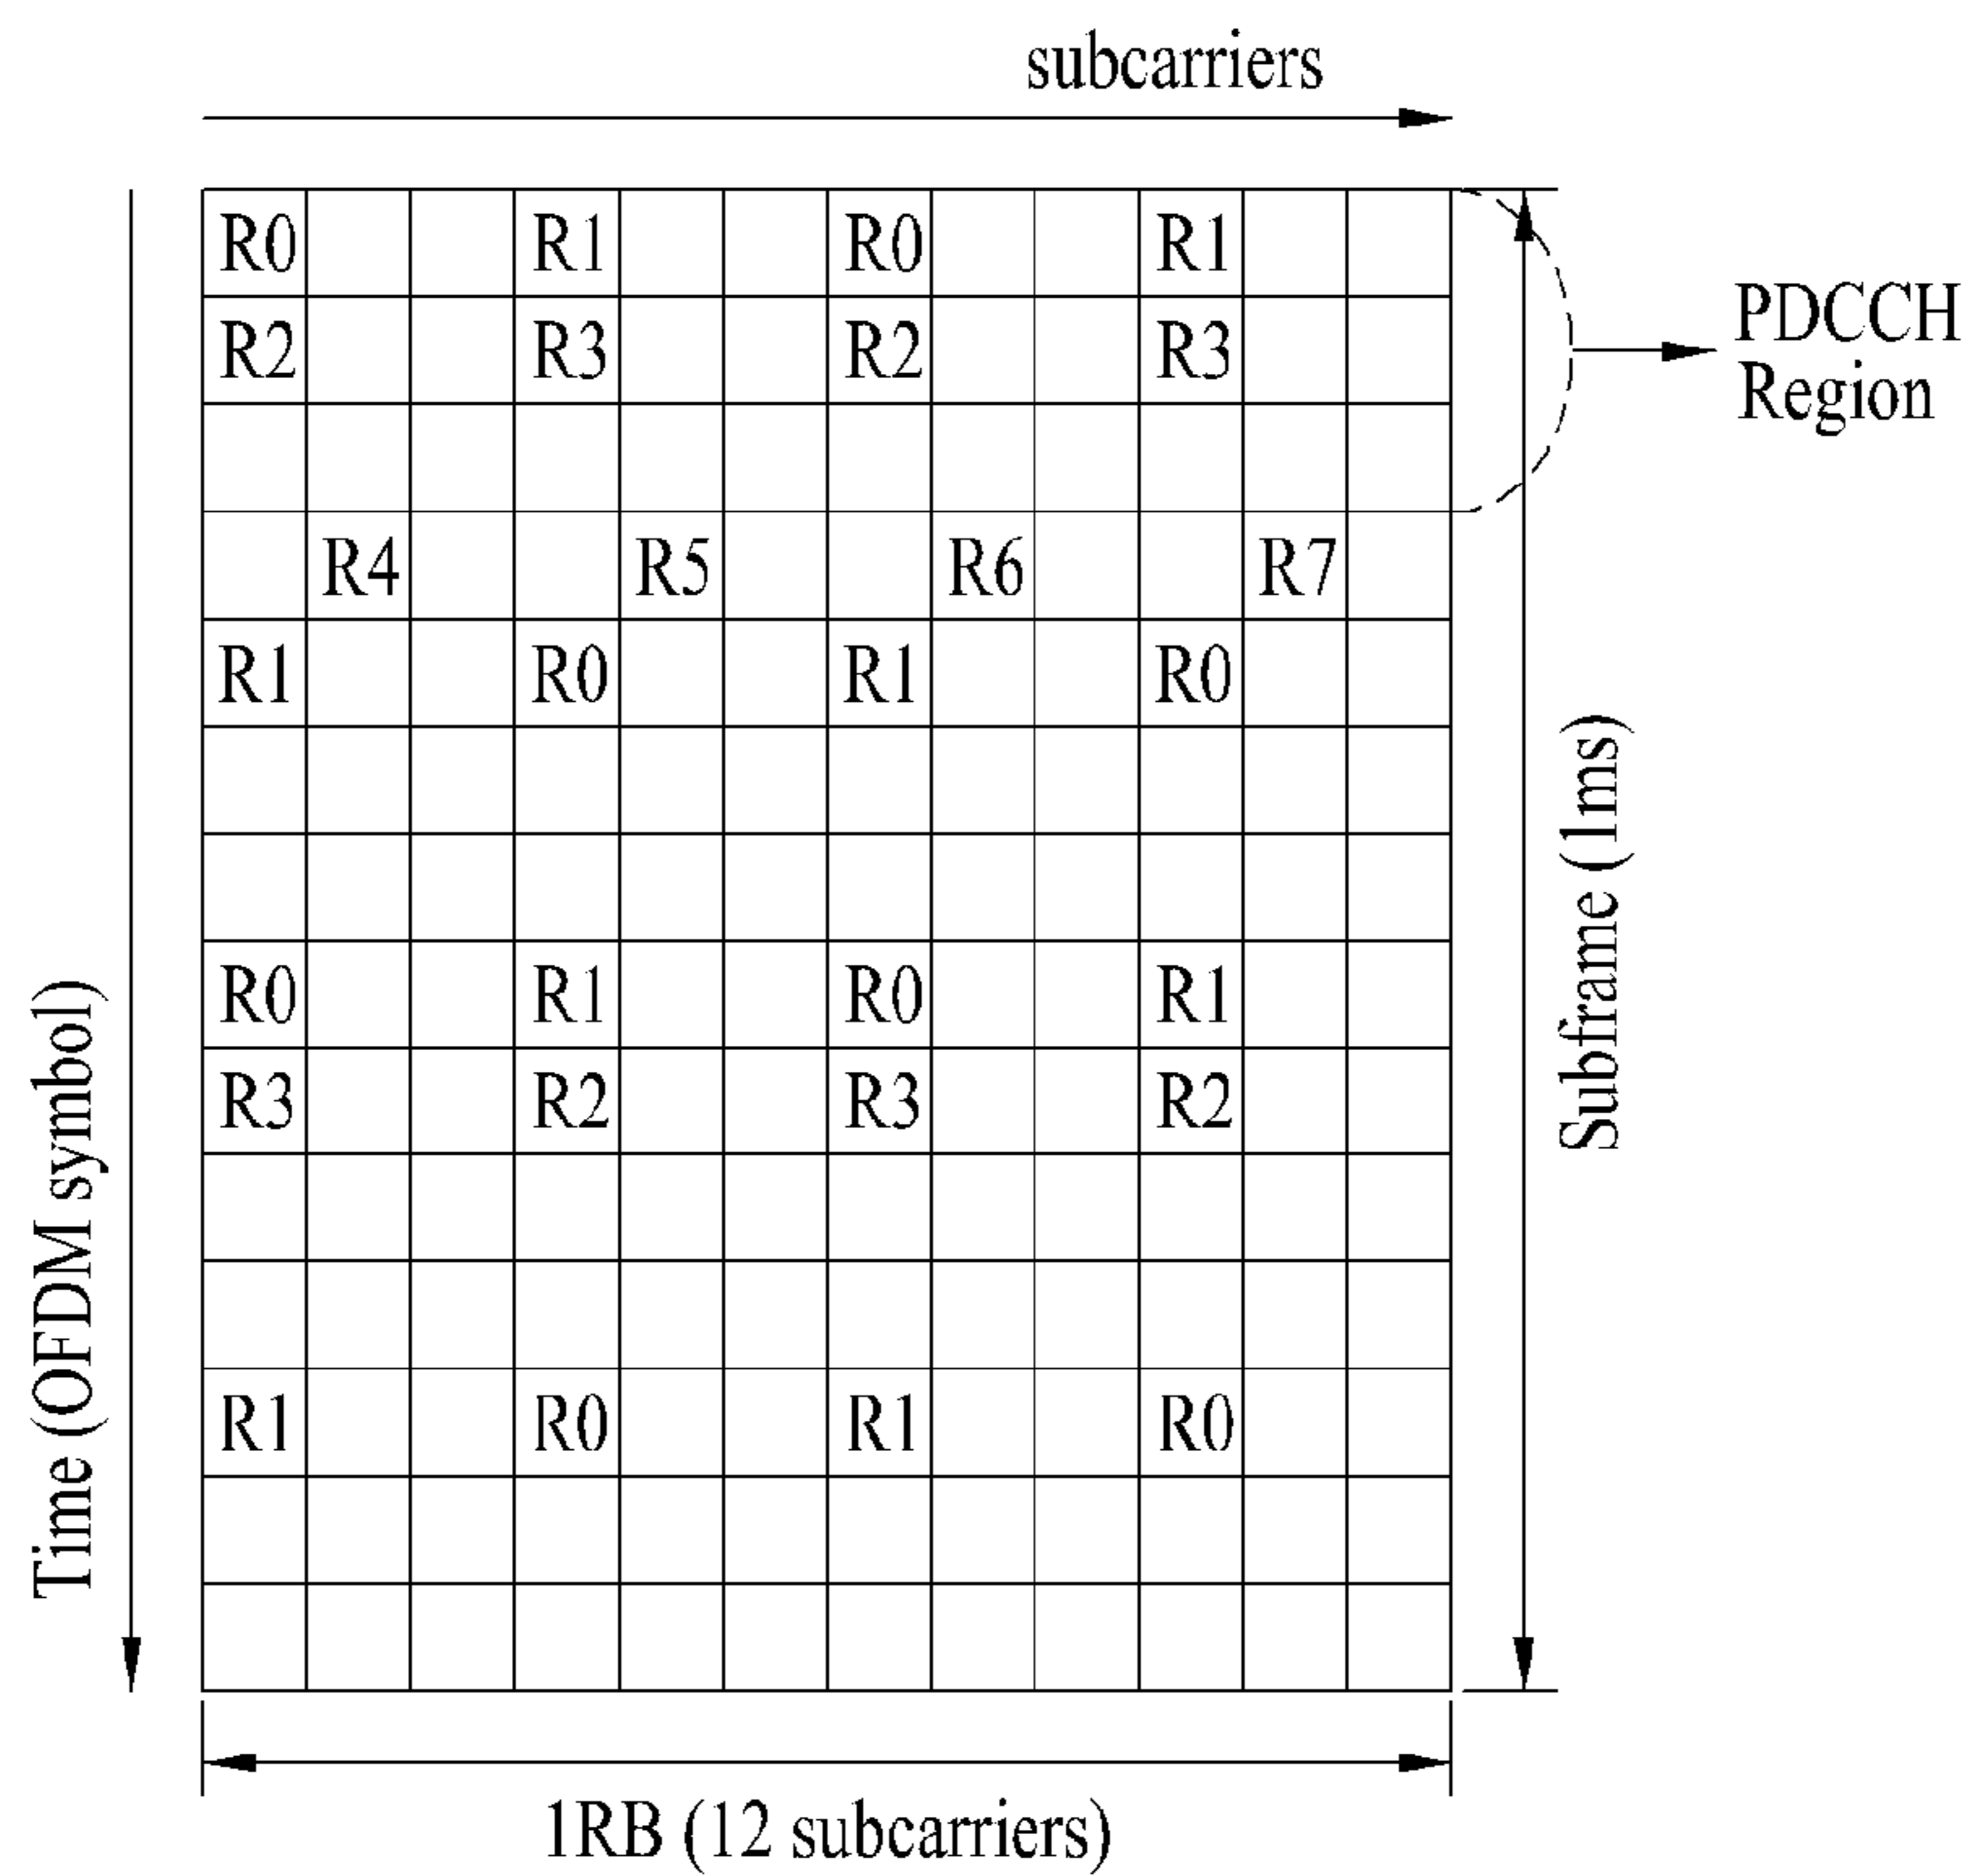 subcarriers
R0 R1 R0 R1
R2 R3 R2 R3
PDCCH
Region
R4 R5 R6 R7
R1 R0 R1 R0
R0 R1 R0 R1
R3 R2 R3 R2
R1 R0 R1 R0
Time (OFDM symbol)
Subframe (1ms)
1RB (12 subcarriers)